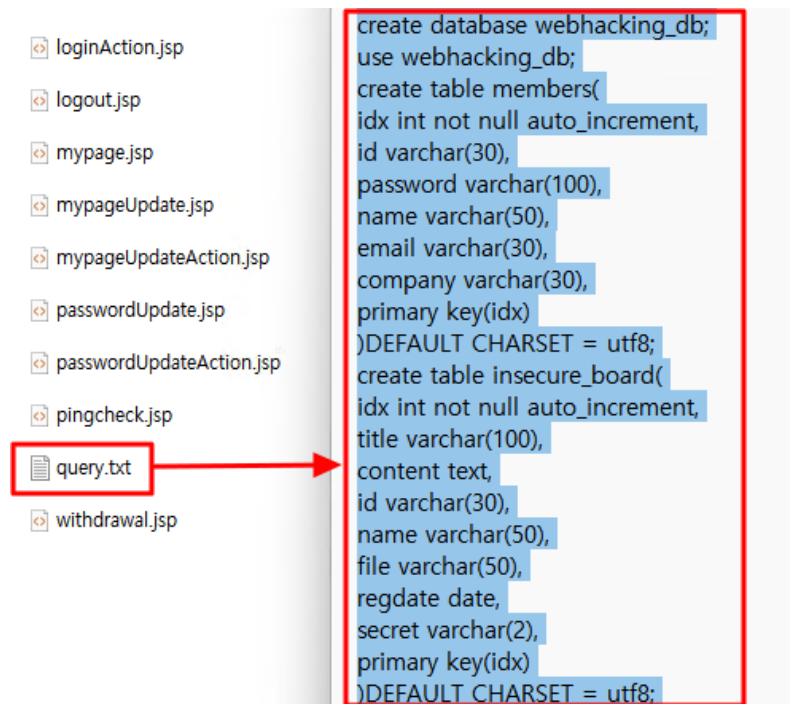 loginAction.jsp
logout.jsp
mypage.jsp
mypageUpdate.jsp
mypageUpdateAction.jsp
passwordUpdate.jsp
passwordUpdateAction.jsp
pingcheck.jsp
query.txt
withdrawal.jsp
create database webhacking_db;
use webhacking_db;
create table members(
idx int not null auto_increment,
id varchar(30),
password varchar(100),
name varchar(50),
email varchar(30),
company varchar(30),
primary key(idx)
)DEFAULT CHARSET = utf8;
create table insecure_board(
idx int not null auto_increment,
title varchar(100),
content text,
id varchar(30),
name varchar(50),
file varchar(50),
regdate date,
secret varchar(2),
primary key(idx)
)DEFAULT CHARSET = utf8;